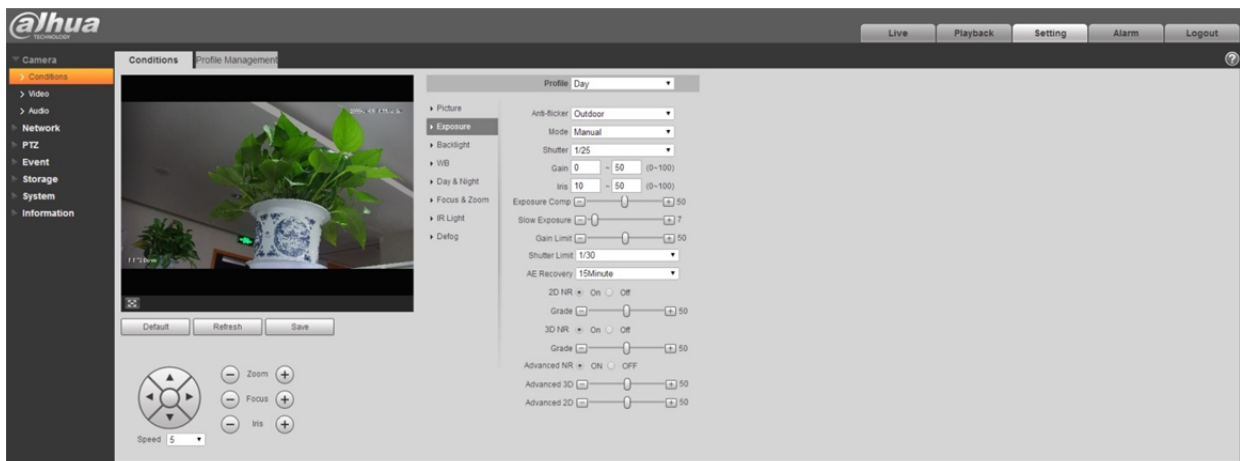 alhua
TECHNOLOGY
Live Playback Setting Alarm Logout
Camera
Conditions
Video
Audio
Network
PTZ
Event
Storage
System
Information
Conditions Profile Management
Default Refresh Save
Zoom
Focus
Iris
Speed 5
Profile Day
Picture
Exposure
Backlight
WB
Day & Night
Focus & Zoom
IR Light
Defog
Anti-flicker Outdoor
Mode Manual
Shutter 1/25
Gain 0 ~ 50 (0~100)
Iris 10 ~ 50 (0~100)
Exposure Comp 50
Slow Exposure 7
Gain Limit 50
Shutter Limit 1/30
AE Recovery 15Minute
2D NR On Off
Grade 50
3D NR On Off
Grade 50
Advanced NR ON OFF
Advanced 3D 50
Advanced 2D 50